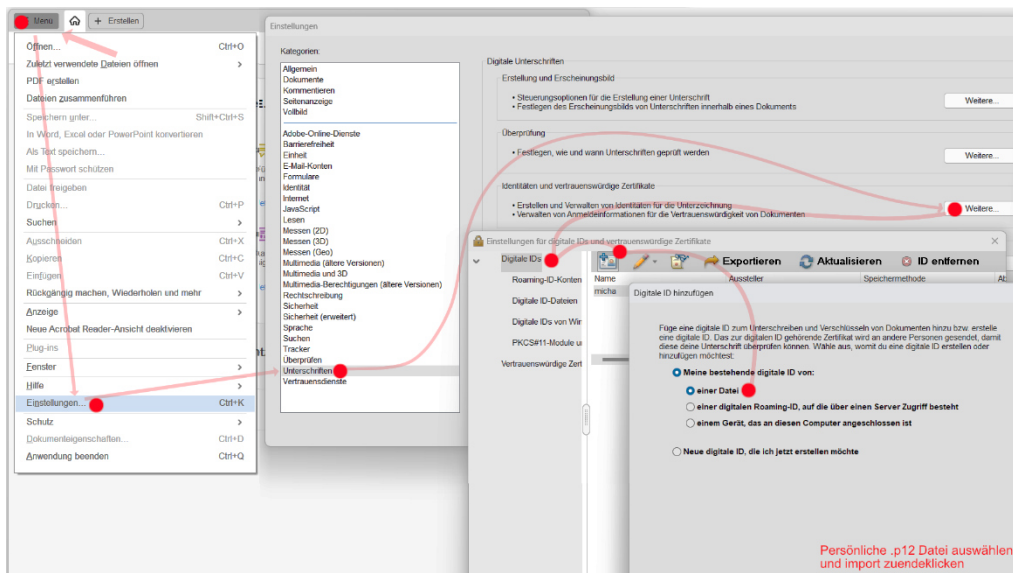 Menü
+ Erstellen
Öffnen... Ctrl+O
Zuletzt verwendete Dateien öffnen >
PDF erstellen
Dateien zusammenführen
Speichern unter... Shift+Ctrl+S
In Word, Excel oder PowerPoint konvertieren
Als Text speichern...
Mit Passwort schützen
Datei freigeben
Drucken... Ctrl+P
Suchen >
Ausschneiden Ctrl+X
Kopieren Ctrl+C
Einfügen Ctrl+V
Rückgängig machen, Wiederholen und mehr >
Anzeige >
Neue Acrobat Reader-Ansicht deaktivieren
Plug-ins
Fenster >
Hilfe >
Einstellungen... Ctrl+K
Schutz >
Dokumenteigenschaften... Ctrl+D
Anwendung beenden Ctrl+Q
Einstellungen
Kategorien:
Allgemein
Dokumente
Kommentieren
Seitenanzeige
Vollbild
Adobe-Online-Dienste
Barrierefreiheit
Einheit
E-Mail-Konten
Formulare
Identität
Internet
JavaScript
Lesen
Messen (2D)
Messen (3D)
Messen (Geo)
Multimedia (ältere Versionen)
Multimedia und 3D
Multimedia-Berechtigungen (ältere Versionen)
Rechtschreibung
Sicherheit
Sicherheit (erweitert)
Sprache
Suchen
Tracker
Überprüfen
Unterschriften
Vertrauensdienste
Digitale Unterschriften
Erstellung und Erscheinungsbild
• Steuerungsoptionen für die Erstellung einer Unterschrift
• Festlegen des Erscheinungsbilds von Unterschriften innerhalb eines Dokuments
Weitere...
Überprüfung
• Festlegen, wie und wann Unterschriften geprüft werden
Weitere...
Identitäten und vertrauenswürdige Zertifikate
• Erstellen und Verwalten von Identitäten für die Unterzeichnung
• Verwalten von Anmeldeinformationen für die Vertrauenswürdigkeit von Dokumenten
Weitere...
Einstellungen für digitale IDs und vertrauenswürdige Zertifikate
Digitale IDs
Roaming-ID-Konten
Digitale ID-Dateien
Digitale IDs von Wir
PKCS#11-Module u
Vertrauenswürdige Zert
Exportieren Aktualisieren ID entfernen
Name Aussteller Speichermethode Ab
micha
Digitale ID hinzufügen
Füge eine digitale ID zum Unterschreiben und Verschlüsseln von Dokumenten hinzu bzw. erstelle
eine digitale ID. Das zur digitalen ID gehörende Zertifikat wird an andere Personen gesendet, damit
diese deine Unterschrift überprüfen können. Wähle aus, womit du eine digitale ID erstellen oder
hinzufügen möchtest:
Meine bestehende digitale ID von:
einer Datei
einer digitalen Roaming-ID, auf die über einen Server Zugriff besteht
einem Gerät, das an diesen Computer angeschlossen ist
Neue digitale ID, die ich jetzt erstellen möchte
Persönliche .p12 Datei auswählen
und import zuendeklicken